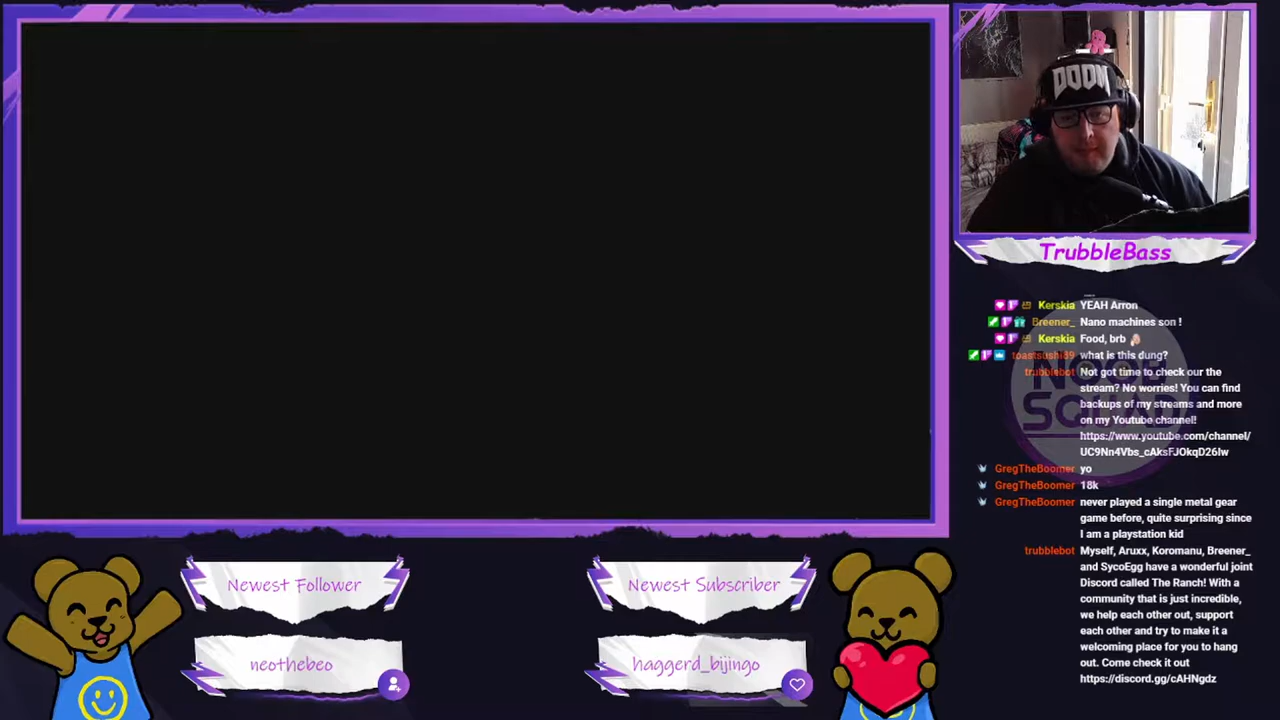 DOOM
TrubbleBass
Kerskia YEAH Arron
Breener_ Nano machines son !
Kerskia Food, brb
toastsushi39 what is this dung?
trubblebot Not got time to check our the
stream? No worries! You can find
backups of my streams and more
on my Youtube channel!
https://www.youtube.com/channel/
UC9Nn4Vbs_cAksFJOkqD26Iw
GregTheBoomer yo
GregTheBoomer 18k
GregTheBoomer never played a single metal gear
game before, quite surprising since
I am a playstation kid
trubblebot Myself, Aruxx, Koromanu, Breener_
and SycoEgg have a wonderful joint
Discord called The Ranch! With a
community that is just incredible,
we help each other out, support
each other and try to make it a
welcoming place for you to hang
out. Come check it out
https://discord.gg/cAHNgdz
NOOB
SQUAD
Newest Follower
neothebeo
Newest Subscriber
haggerd_bijingo